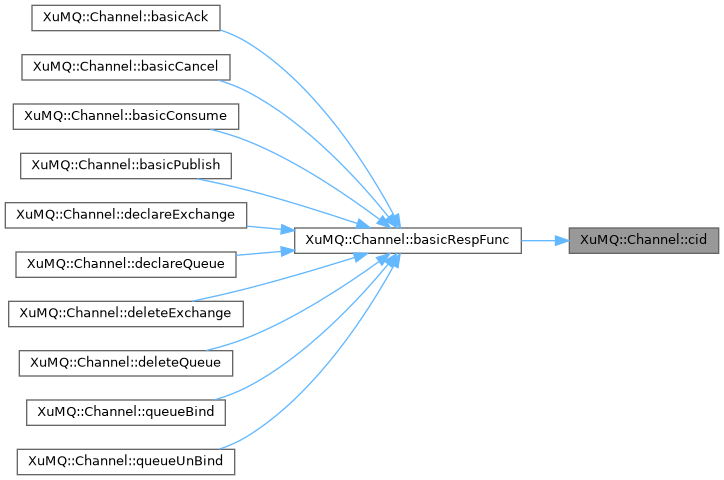 XuMQ::Channel::basicAck
XuMQ::Channel::basicCancel
XuMQ::Channel::basicConsume
XuMQ::Channel::basicPublish
XuMQ::Channel::declareExchange
XuMQ::Channel::declareQueue
XuMQ::Channel::deleteExchange
XuMQ::Channel::deleteQueue
XuMQ::Channel::queueBind
XuMQ::Channel::queueUnBind
XuMQ::Channel::basicRespFunc
XuMQ::Channel::cid